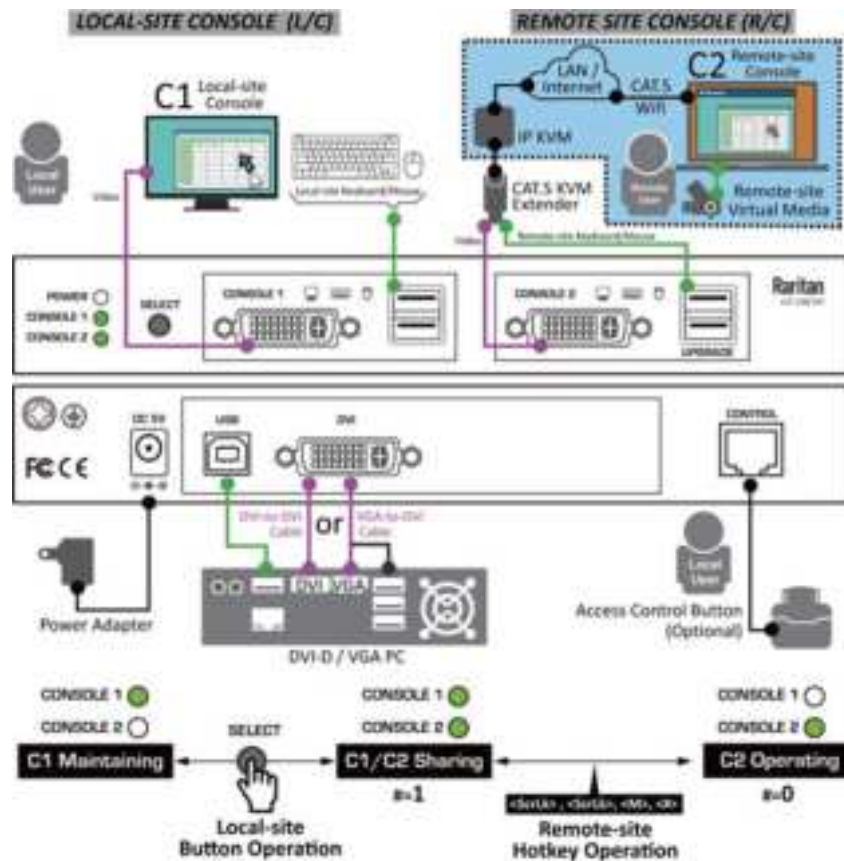 LOCAL-SITE CONSOLE (L/C)
REMOTE SITE CONSOLE (R/C)
C1 Local-site
Console
Local
User
Video
Local-site Keyboard/Mouse
LAN /
Internet
CAT.5
Wifi
C2 Remote-site
Console
IP KVM
CAT.5 KVM
Extender
User
Remote-site
Virtual Media
Video
Remote-site Keyboard/Mouse
POWER
CONSOLE 1
CONSOLE 2
SELECT
CONSOLE 1
CONSOLE 2
Raritan
UPGRADE
DC 5V
USB
DVI
CONTROL
FC CE
DVI-to-DVI
Cable
or
VGA-to-DVI
Cable
DVI
VGA
Power Adapter
DVI-D / VGA PC
Local
User
Access Control Button
(Optional)
CONSOLE 1
CONSOLE 2
C1 Maintaining
SELECT
Local-site
Button Operation
CONSOLE 1
CONSOLE 2
C1/C2 Sharing
#=1
<ScrLk>, <ScrLk>, <M>, <#>
Remote-site
Hotkey Operation
CONSOLE 1
CONSOLE 2
C2 Operating
#=0